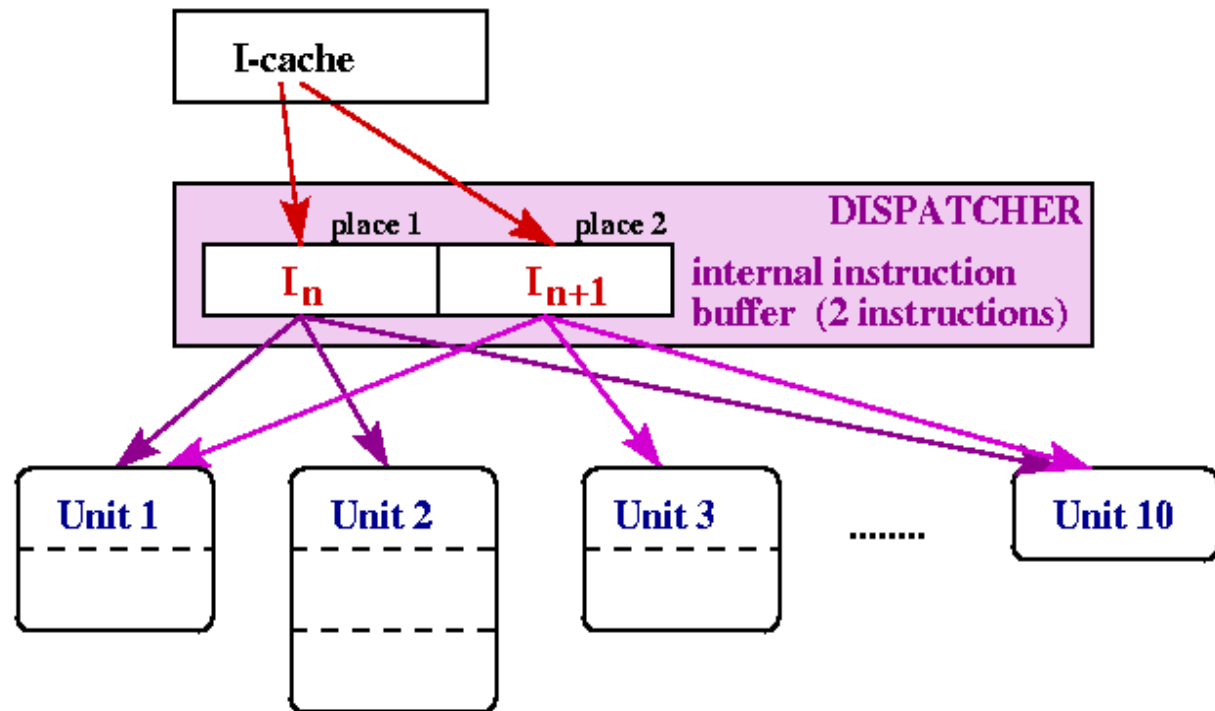 I-cache
DISPATCHER
place 1
place 2
In
In+1
internal instruction
buffer (2 instructions)
Unit 1
Unit 2
Unit 3
........
Unit 10